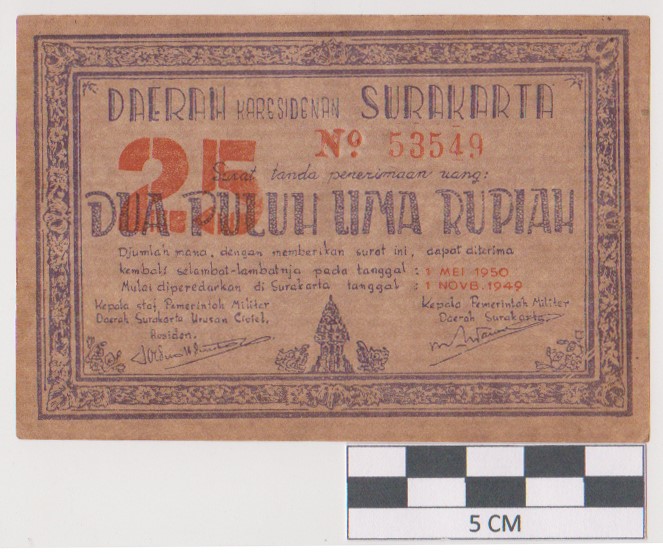 DAERAH KARESIDENAN SURAKARTA
25
No. 53549
Surat tanda penerimaan uang:
DUA PULUH LIMA RUPIAH
Djumlah mana, dengan memberikan surat ini, dapat diterima
kembali selambat-lambatnja pada tanggal : 1 MEI 1950
Mulai diperedarkan di Surakarta tanggal : 1 NOVB. 1949
Kepala staf Pemerintah Militer
Daerah Surakarta Urusan Civiel,
Residen.
Kepala Pemerintah Militer
Daerah Surakarta.
5 CM